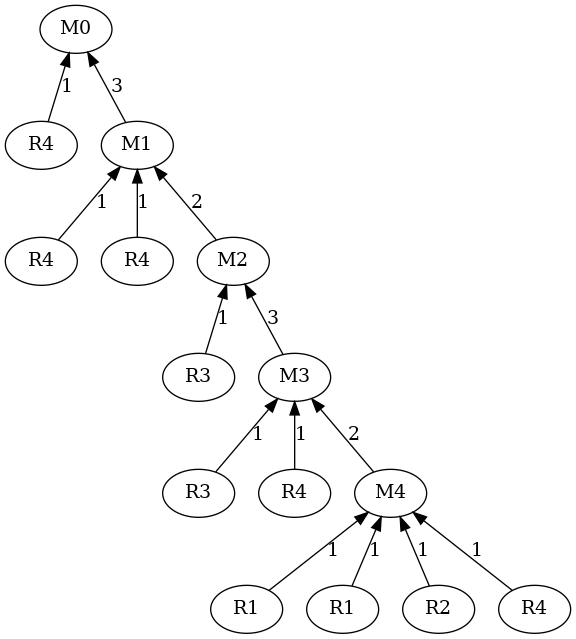 M0
1 3
R4 M1
1 1 2
R4 R4 M2
1 3
R3 M3
1 1 2
R3 R4 M4
1 1 1 1
R1 R1 R2 R4